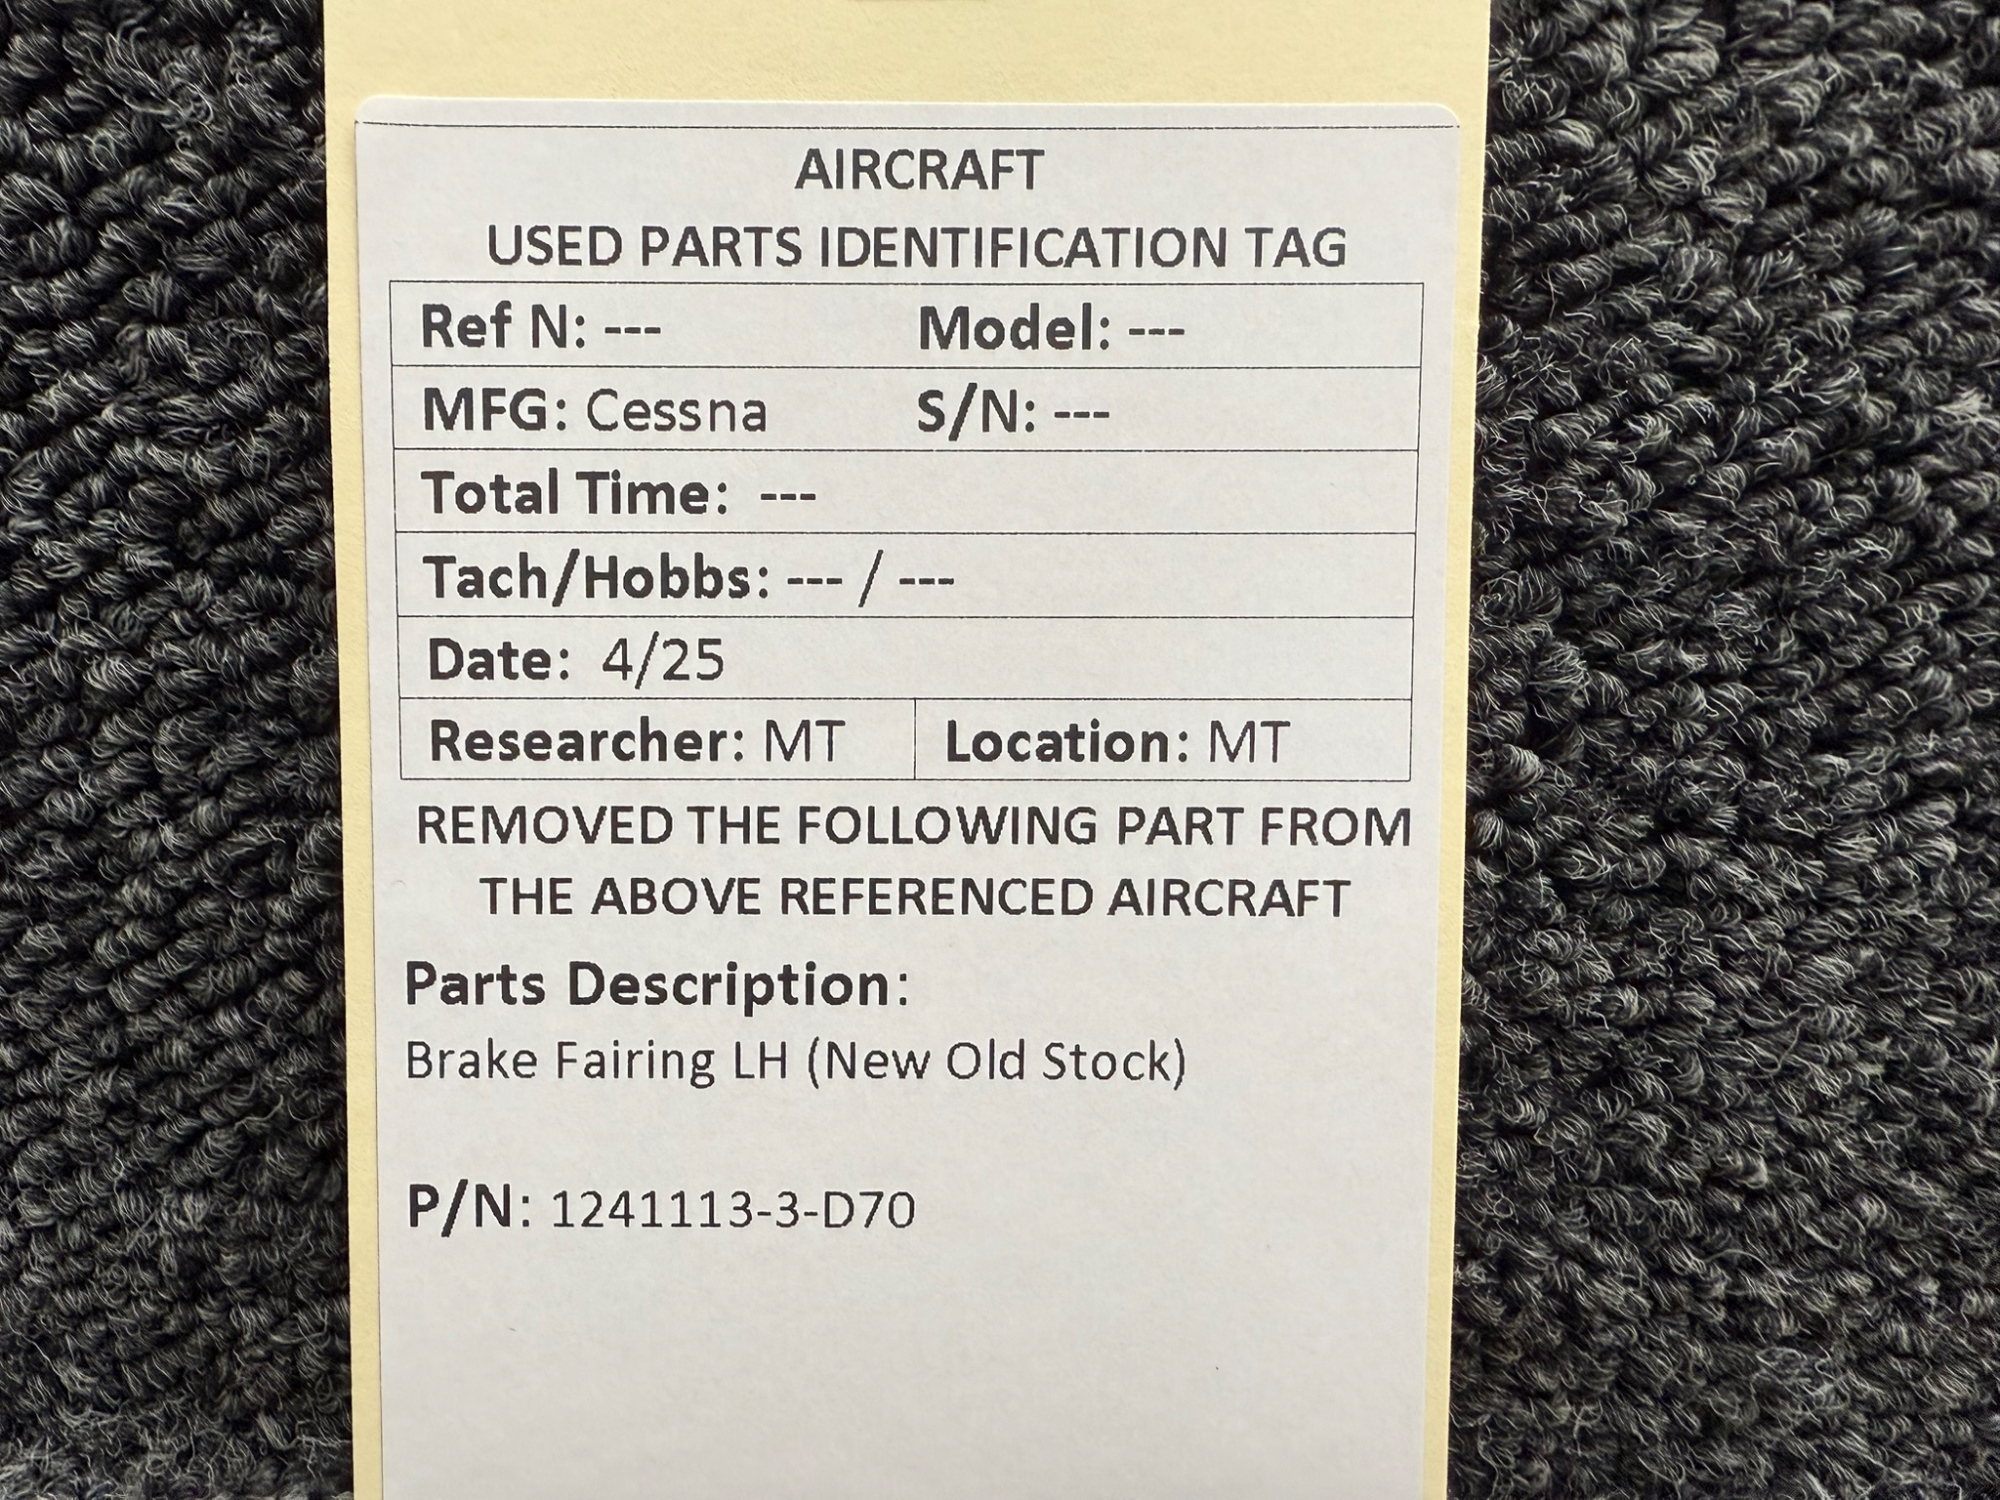 AIRCRAFT
USED PARTS IDENTIFICATION TAG
Ref N: --- Model: ---
MFG: Cessna S/N: ---
Total Time: ---
Tach/Hobbs: --- / ---
Date: 4/25
Researcher: MT Location: MT
REMOVED THE FOLLOWING PART FROM
THE ABOVE REFERENCED AIRCRAFT
Parts Description:
Brake Fairing LH (New Old Stock)
P/N: 1241113-3-D70